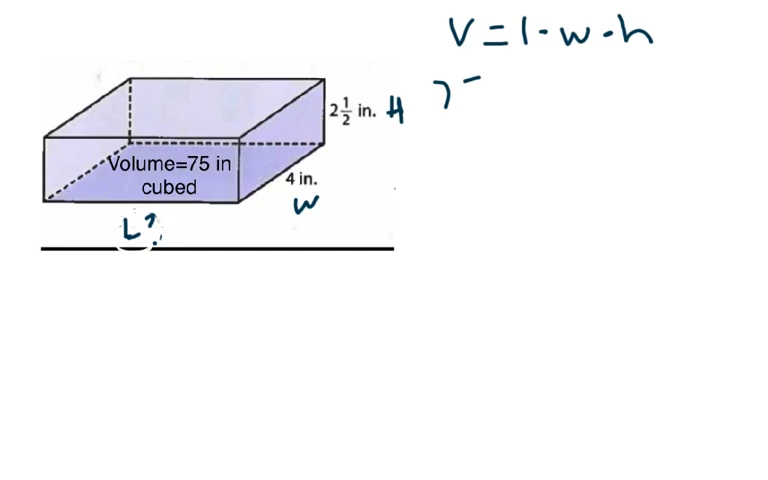 V = l · w · h
2 1/2 in. H
Volume=75 in
cubed
4 in.
W
L?